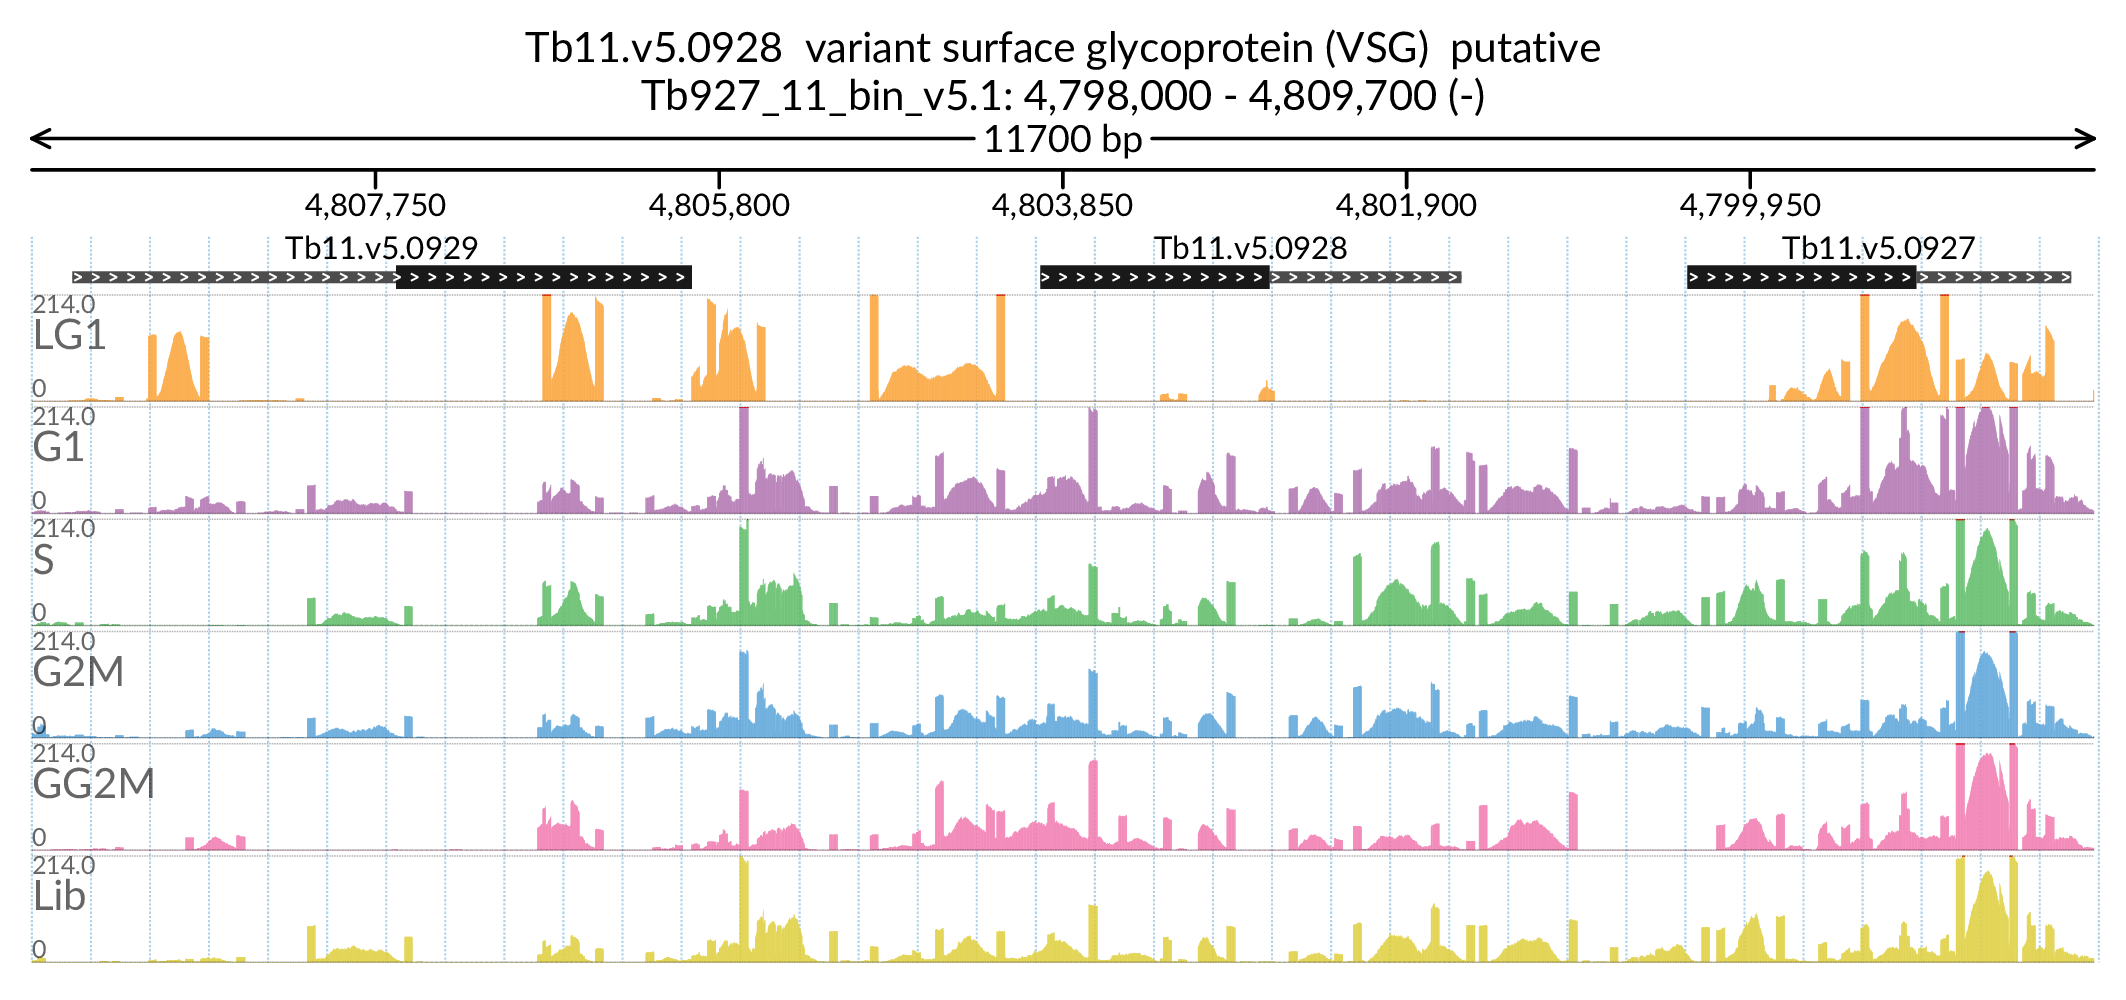 Tb11.v5.0928 variant surface glycoprotein (VSG) putative
Tb927_11_bin_v5.1: 4,798,000 - 4,809,700 (-)
11700 bp
4,807,750 4,805,800 4,803,850 4,801,900 4,799,950
Tb11.v5.0929 Tb11.v5.0928 Tb11.v5.0927
214.0
LG1
0
214.0
G1
0
214.0
S
0
214.0
G2M
0
214.0
GG2M
0
214.0
Lib
0